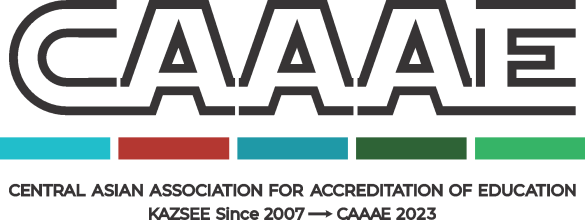 CAAAE
CENTRAL ASIAN ASSOCIATION FOR ACCREDITATION OF EDUCATION
KAZSEE Since 2007 → CAAAE 2023